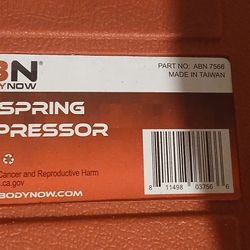 BN
PART NO: ABN 7566
MADE IN TAIWAN
DYNOW
SPRING
PRESSOR
Cancer and Reproductive Harm
.ca.gov
BODYNOW.COM
8 11498 03756 6